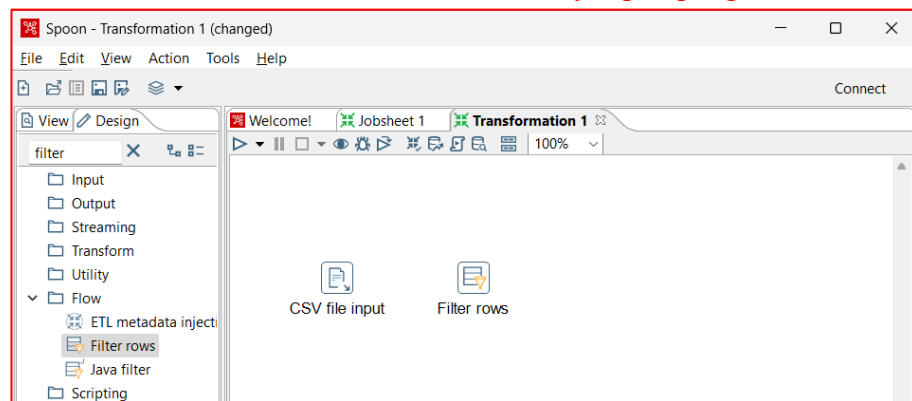 Spoon - Transformation 1 (changed)
File Edit View Action Tools Help
Connect
View Design
Welcome! Jobsheet 1 Transformation 1
filter
100%
Input
Output
Streaming
Transform
Utility
Flow
ETL metadata injecti
Filter rows
Java filter
Scripting
CSV file input Filter rows